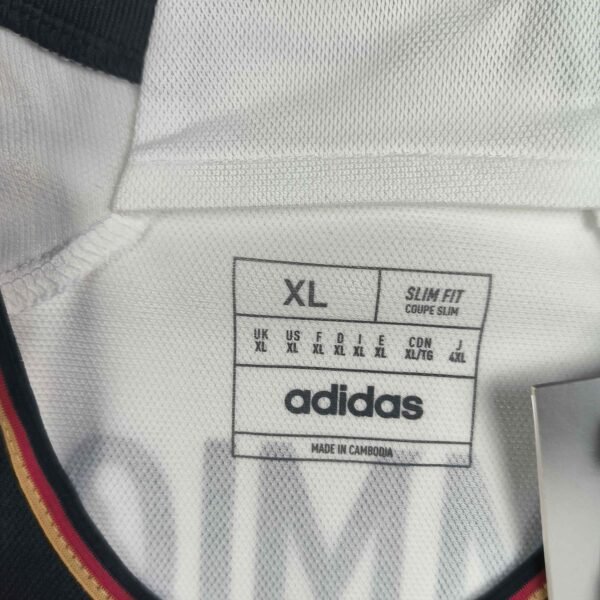 XL
SLIM FIT
COUPE SLIM
UK US F D I E CDN J
XL XL XL XL XL XL XL/TG 4XL
adidas
MADE IN CAMBODIA